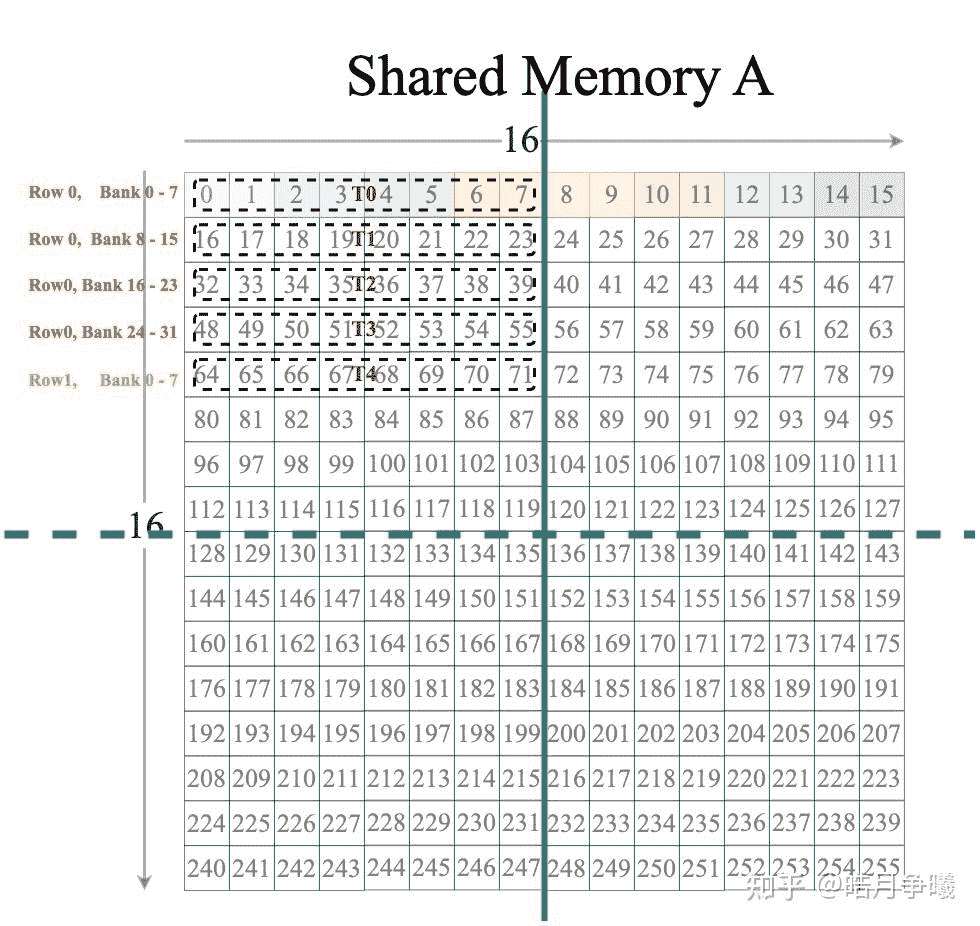 Shared Memory A
16
Row 0, Bank 0 - 7
0 1 2 3 T0 4 5 6 7 8 9 10 11 12 13 14 15
Row 0, Bank 8 - 15
16 17 18 19 T1 20 21 22 23 24 25 26 27 28 29 30 31
Row0, Bank 16 - 23
32 33 34 35 T2 36 37 38 39 40 41 42 43 44 45 46 47
Row0, Bank 24 - 31
48 49 50 51 T3 52 53 54 55 56 57 58 59 60 61 62 63
Row1, Bank 0 - 7
64 65 66 67 T4 68 69 70 71 72 73 74 75 76 77 78 79
80 81 82 83 84 85 86 87 88 89 90 91 92 93 94 95
96 97 98 99 100 101 102 103 104 105 106 107 108 109 110 111
112 113 114 115 116 117 118 119 120 121 122 123 124 125 126 127
16
128 129 130 131 132 133 134 135 136 137 138 139 140 141 142 143
144 145 146 147 148 149 150 151 152 153 154 155 156 157 158 159
160 161 162 163 164 165 166 167 168 169 170 171 172 173 174 175
176 177 178 179 180 181 182 183 184 185 186 187 188 189 190 191
192 193 194 195 196 197 198 199 200 201 202 203 204 205 206 207
208 209 210 211 212 213 214 215 216 217 218 219 220 221 222 223
224 225 226 227 228 229 230 231 232 233 234 235 236 237 238 239
240 241 242 243 244 245 246 247 248 249 250 251 252 253 254 255
知乎 @皓月争曦